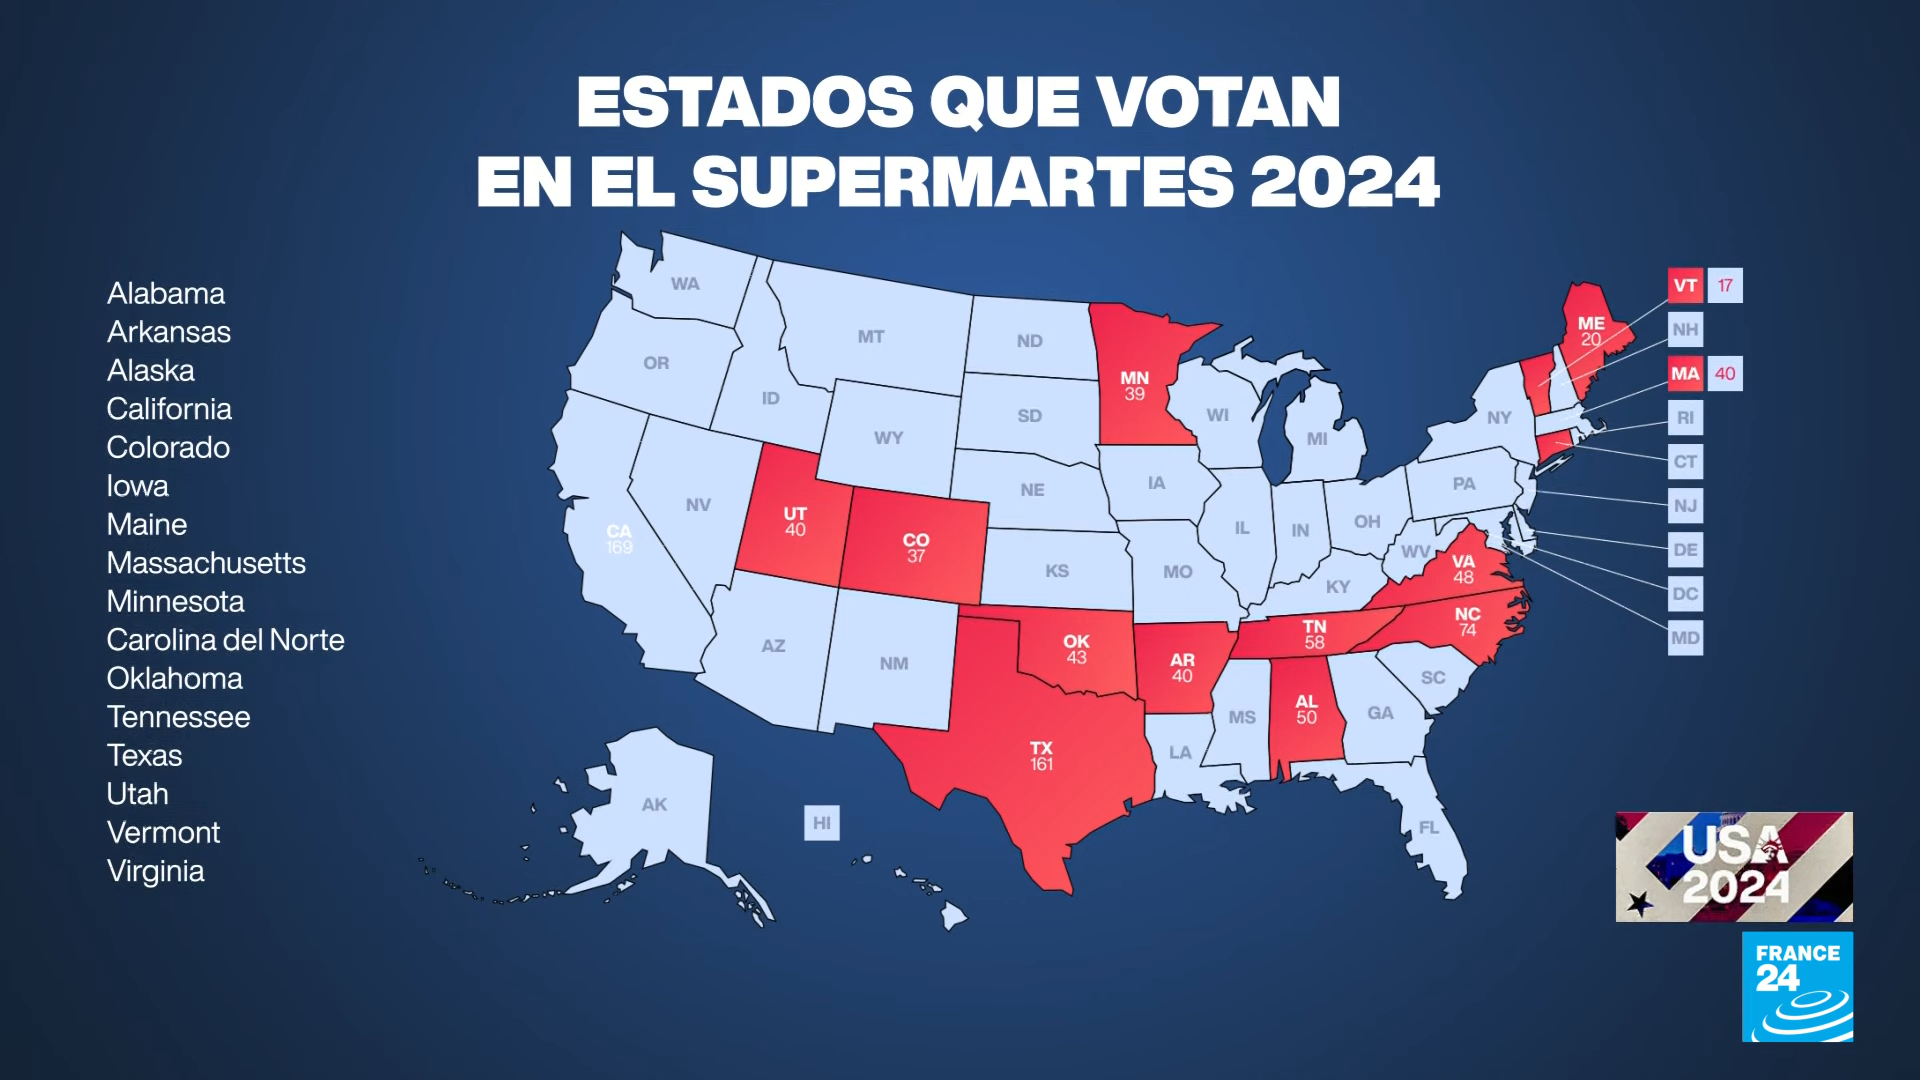 ESTADOS QUE VOTAN
EN EL SUPERMARTES 2024
Alabama
Arkansas
Alaska
California
Colorado
Iowa
Maine
Massachusetts
Minnesota
Carolina del Norte
Oklahoma
Tennessee
Texas
Utah
Vermont
Virginia
WA
OR
CA
169
NV
ID
MT
WY
UT
40
CO
37
AZ
NM
ND
SD
NE
KS
OK
43
TX
161
MN
39
IA
MO
AR
40
LA
WI
IL
MI
IN
OH
KY
TN
58
MS
AL
50
GA
FL
SC
NC
74
VA
48
WV
PA
NY
ME
20
VT
17
NH
MA
40
RI
CT
NJ
DE
DC
MD
AK
HI
USA
2024
FRANCE
24